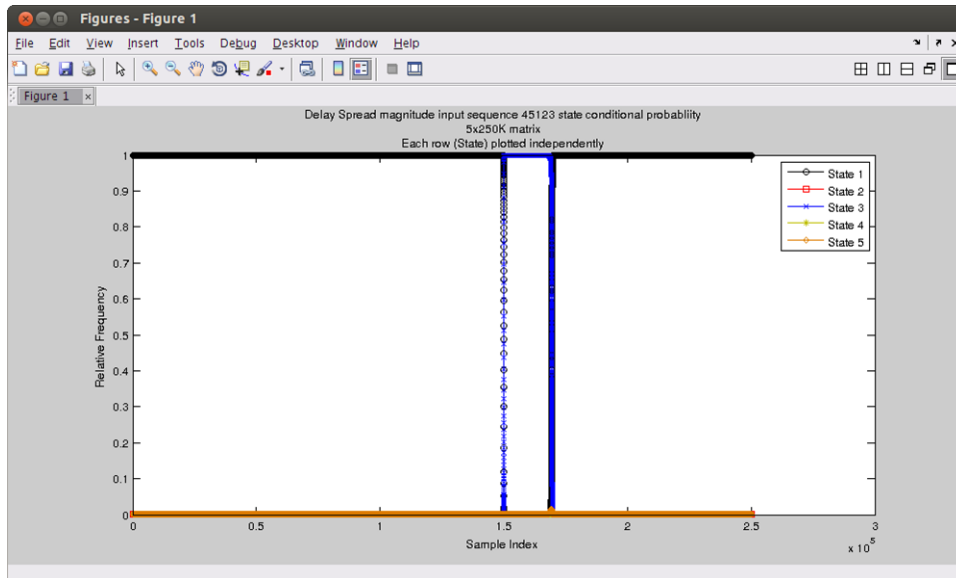 Figures - Figure 1
File Edit View Insert Tools Debug Desktop Window Help
Figure 1
Delay Spread magnitude input sequence 45123 state conditional probability
5x250K matrix
Each row (State) plotted independently
1
0.9
0.8
0.7
0.6
0.5
0.4
0.3
0.2
0.1
0
Relative Frequency
State 1
State 2
State 3
State 4
State 5
0 0.5 1 1.5 2 2.5 3
x 10^5
Sample Index